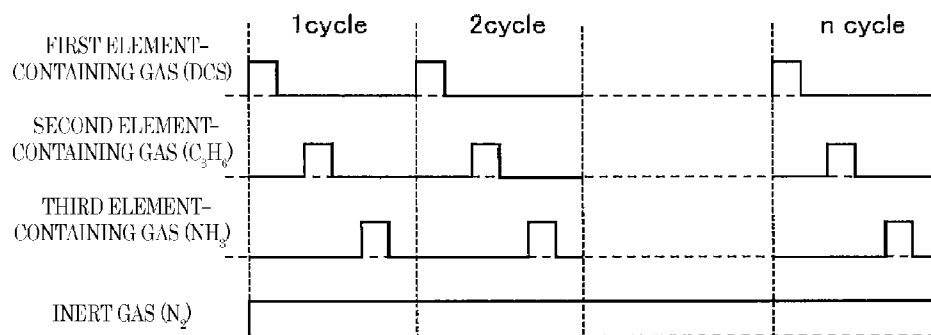 1cycle 2cycle n cycle
FIRST ELEMENT-
CONTAINING GAS (DCS)
SECOND ELEMENT-
CONTAINING GAS (C₃H₆)
THIRD ELEMENT-
CONTAINING GAS (NH₃)
INERT GAS (N₂)